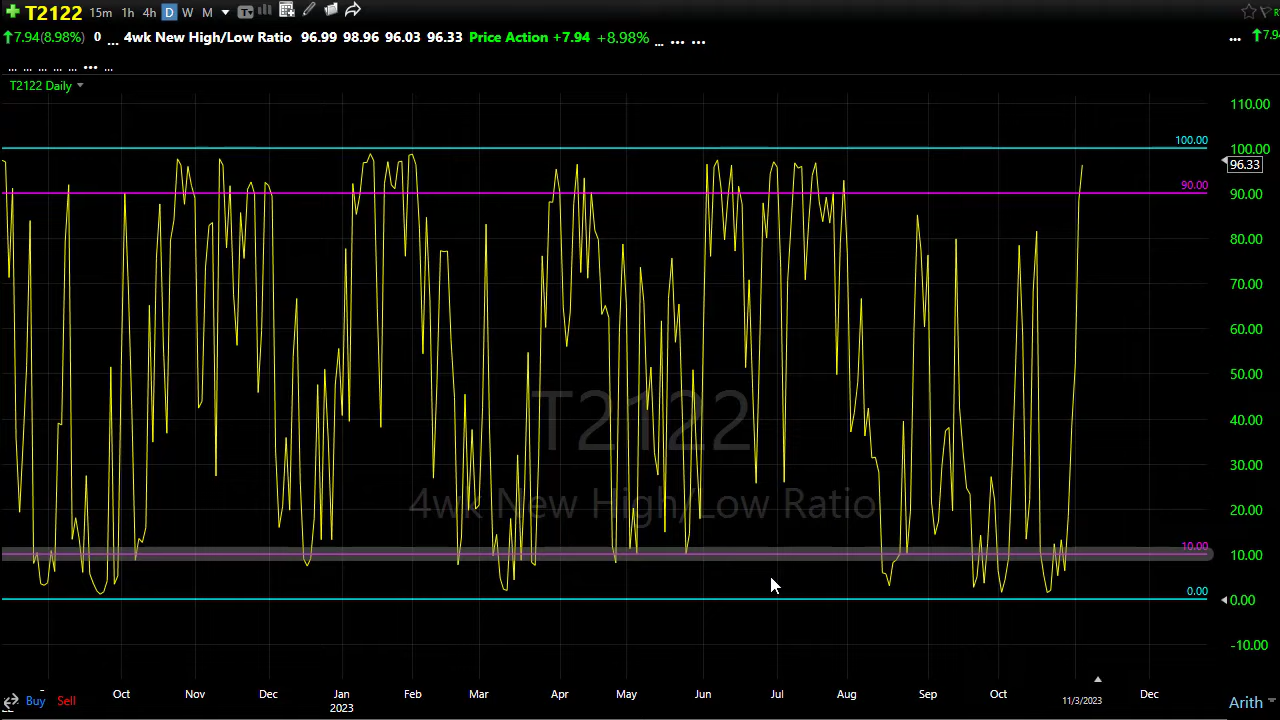 T2122 15m 1h 4h D W M
7.94(8.98%) 0 ... 4wk New High/Low Ratio 96.99 98.96 96.03 96.33 Price Action +7.94 +8.98% ... ... ... ... 7.94
... ... ... ... ... ... ...
T2122 Daily
110.00
100.00 100.00
96.33
90.00 90.00
80.00
70.00
60.00
50.00
T2122
40.00
30.00
4wk New High/Low Ratio
20.00
10.00 10.00
0.00 0.00
-10.00
Oct Nov Dec Jan Feb Mar Apr May Jun Jul Aug Sep Oct Dec
Buy Sell 2023 11/3/2023 Arith